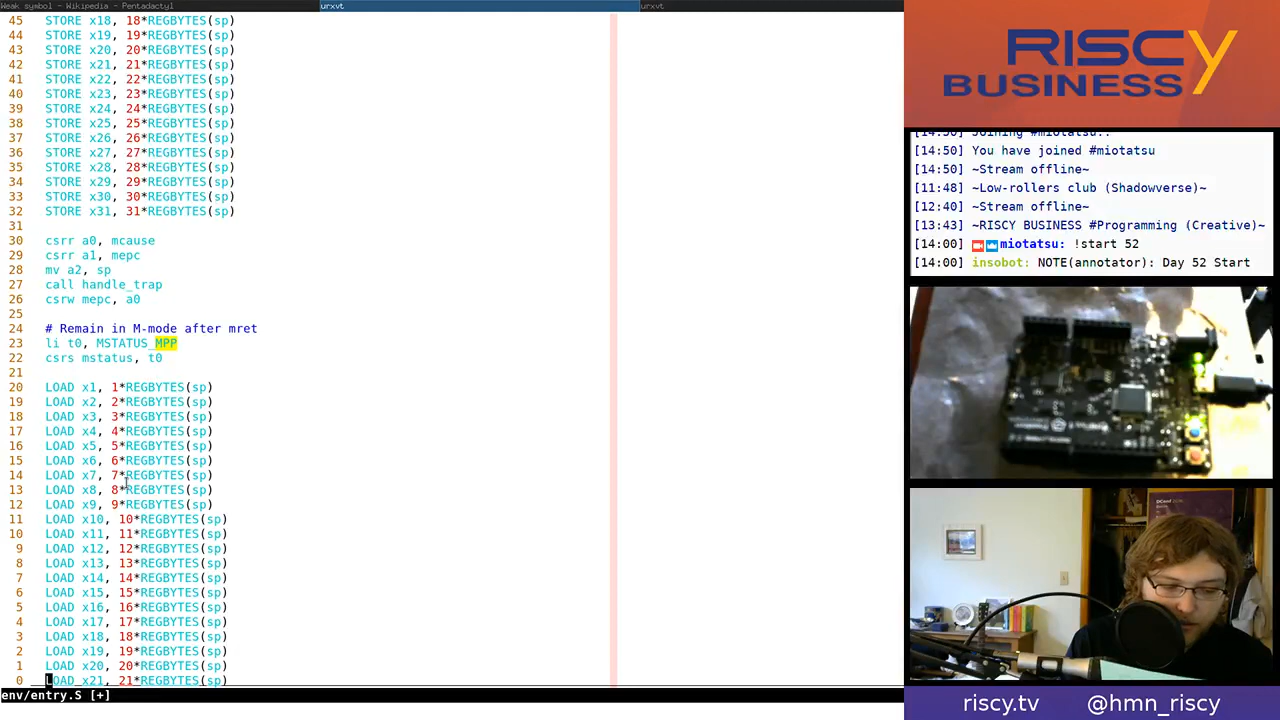 Weak symbol - Wikipedia - Pentadactyl
urxvt
urxvt
45 STORE x18, 18*REGBYTES(sp)
44 STORE x19, 19*REGBYTES(sp)
43 STORE x20, 20*REGBYTES(sp)
42 STORE x21, 21*REGBYTES(sp)
41 STORE x22, 22*REGBYTES(sp)
40 STORE x23, 23*REGBYTES(sp)
39 STORE x24, 24*REGBYTES(sp)
38 STORE x25, 25*REGBYTES(sp)
37 STORE x26, 26*REGBYTES(sp)
36 STORE x27, 27*REGBYTES(sp)
35 STORE x28, 28*REGBYTES(sp)
34 STORE x29, 29*REGBYTES(sp)
33 STORE x30, 30*REGBYTES(sp)
32 STORE x31, 31*REGBYTES(sp)
31
30 csrr a0, mcause
29 csrr a1, mepc
28 mv a2, sp
27 call handle_trap
26 csrw mepc, a0
25
24 # Remain in M-mode after mret
23 li t0, MSTATUS_MPP
22 csrs mstatus, t0
21
20 LOAD x1, 1*REGBYTES(sp)
19 LOAD x2, 2*REGBYTES(sp)
18 LOAD x3, 3*REGBYTES(sp)
17 LOAD x4, 4*REGBYTES(sp)
16 LOAD x5, 5*REGBYTES(sp)
15 LOAD x6, 6*REGBYTES(sp)
14 LOAD x7, 7*REGBYTES(sp)
13 LOAD x8, 8*REGBYTES(sp)
12 LOAD x9, 9*REGBYTES(sp)
11 LOAD x10, 10*REGBYTES(sp)
10 LOAD x11, 11*REGBYTES(sp)
9 LOAD x12, 12*REGBYTES(sp)
8 LOAD x13, 13*REGBYTES(sp)
7 LOAD x14, 14*REGBYTES(sp)
6 LOAD x15, 15*REGBYTES(sp)
5 LOAD x16, 16*REGBYTES(sp)
4 LOAD x17, 17*REGBYTES(sp)
3 LOAD x18, 18*REGBYTES(sp)
2 LOAD x19, 19*REGBYTES(sp)
1 LOAD x20, 20*REGBYTES(sp)
0 LOAD x21, 21*REGBYTES(sp)
env/entry.S [+]
RISCY
BUSINESS
[14:50] Joining #miotatsu..
[14:50] You have joined #miotatsu
[14:50] ~Stream offline~
[11:48] ~Low-rollers club (Shadowverse)~
[12:40] ~Stream offline~
[13:43] ~RISCY BUSINESS #Programming (Creative)~
[14:00] miotatsu: !start 52
[14:00] insobot: NOTE(annotator): Day 52 Start
riscy.tv @hmn_riscy